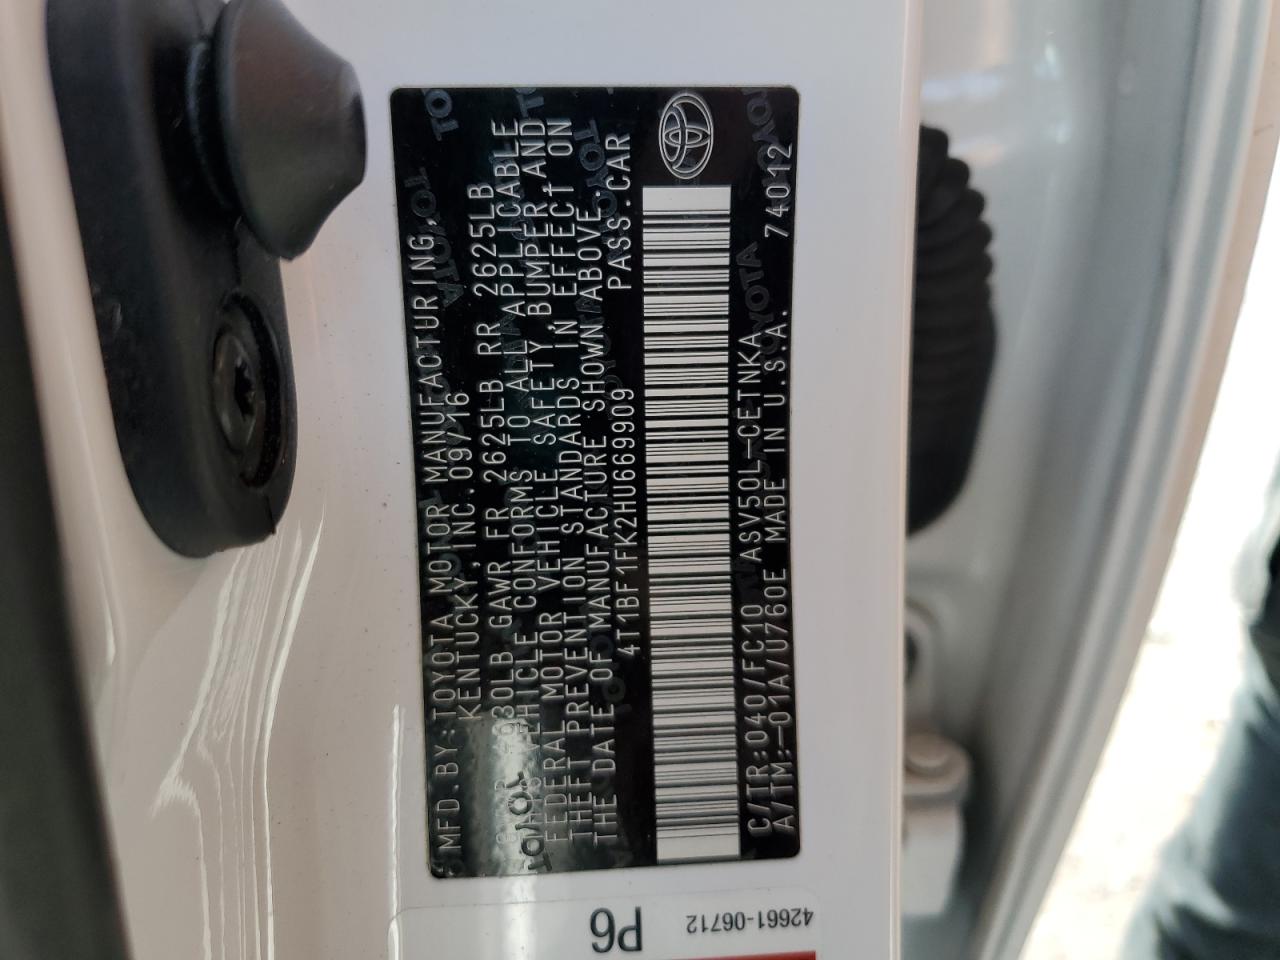 MFD.BY:TOYOTA MOTOR MANUFACTURING,
KENTUCKY,INC. 09/16
GAWR FR 2625LB RR 2625LB
VEHICLE CONFORMS TO ALL APPLICABLE
FEDERAL MOTOR VEHICLE SAFETY,BUMPER,AND
THEFT PREVENTION STANDARDS IN EFFECT ON
THE DATE OF MANUFACTURE SHOWN ABOVE.
4T1BF1FK2HU669909 PASS.CAR
C/TR:040/FC10 ASV50L-CETNKA
A/TM:-01A/U760E MADE IN U.S.A. 74012
P6
42661-06712